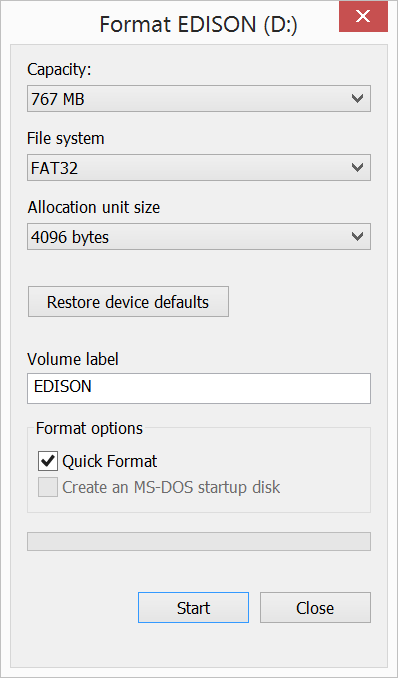 Format EDISON (D:)
Capacity:
767 MB
File system
FAT32
Allocation unit size
4096 bytes
Restore device defaults
Volume label
EDISON
Format options
Quick Format
Create an MS-DOS startup disk
Start
Close